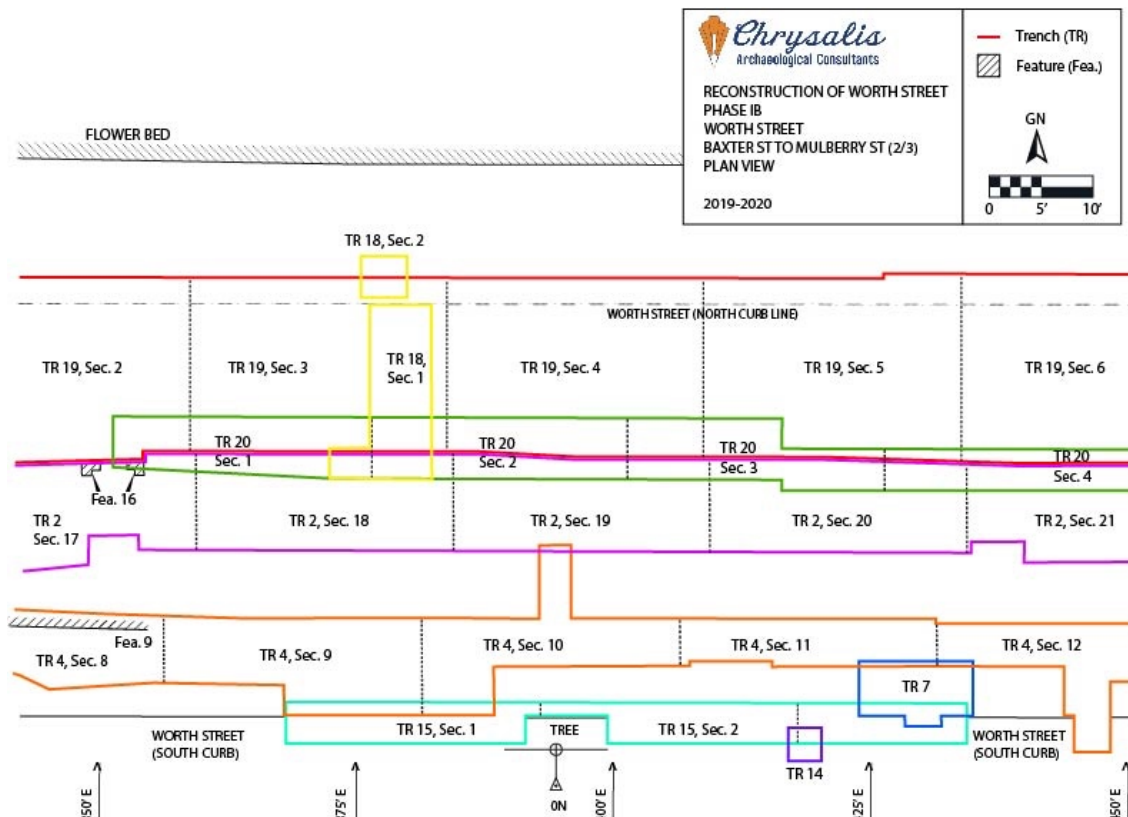 Chrysalis
Archaeological Consultants
RECONSTRUCTION OF WORTH STREET
PHASE IB
WORTH STREET
BAXTER ST TO MULBERRY ST (2/3)
PLAN VIEW
2019-2020
Trench (TR)
Feature (Fea.)
GN
0 5' 10'
FLOWER BED
TR 18, Sec. 2
WORTH STREET (NORTH CURB LINE)
TR 19, Sec. 2
TR 19, Sec. 3
TR 18,
Sec. 1
TR 19, Sec. 4
TR 19, Sec. 5
TR 19, Sec. 6
TR 20
Sec. 1
TR 20
Sec. 2
TR 20
Sec. 3
TR 20
Sec. 4
Fea. 16
TR 2
Sec. 17
TR 2, Sec. 18
TR 2, Sec. 19
TR 2, Sec. 20
TR 2, Sec. 21
Fea. 9
TR 4, Sec. 8
TR 4, Sec. 9
TR 4, Sec. 10
TR 4, Sec. 11
TR 4, Sec. 12
TR 7
WORTH STREET
(SOUTH CURB)
TR 15, Sec. 1
TREE
TR 15, Sec. 2
WORTH STREET
(SOUTH CURB)
TR 14
0N